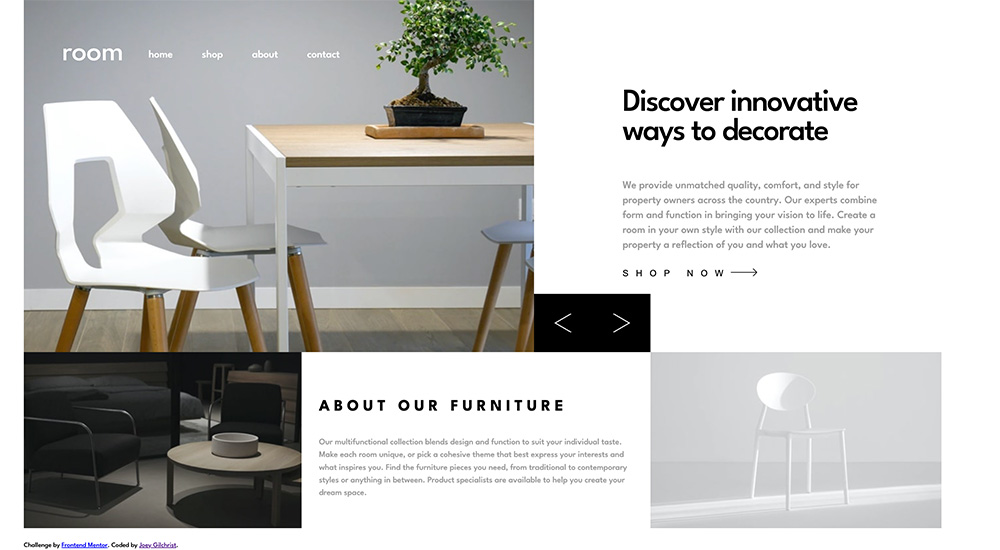 room home shop about contact
Discover innovative
ways to decorate
We provide unmatched quality, comfort, and style for
property owners across the country. Our experts combine
form and function in bringing your vision to life. Create a
room in your own style with our collection and make your
property a reflection of you and what you love.
SHOP NOW
ABOUT OUR FURNITURE
Our multifunctional collection blends design and function to suit your individual taste.
Make each room unique, or pick a cohesive theme that best express your interests and
what inspires you. Find the furniture pieces you need, from traditional to contemporary
styles or anything in between. Product specialists are available to help you create your
dream space.
Challenge by Frontend Mentor. Coded by Joey Gilchrist.